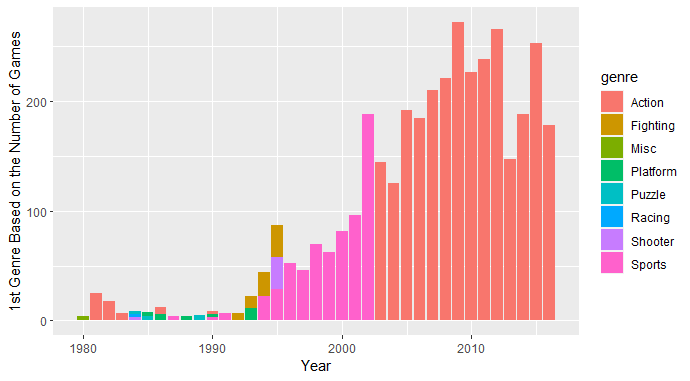 1st Genre Based on the Number of Games
200
100
0
1980
1990
2000
2010
Year
genre
Action
Fighting
Misc
Platform
Puzzle
Racing
Shooter
Sports